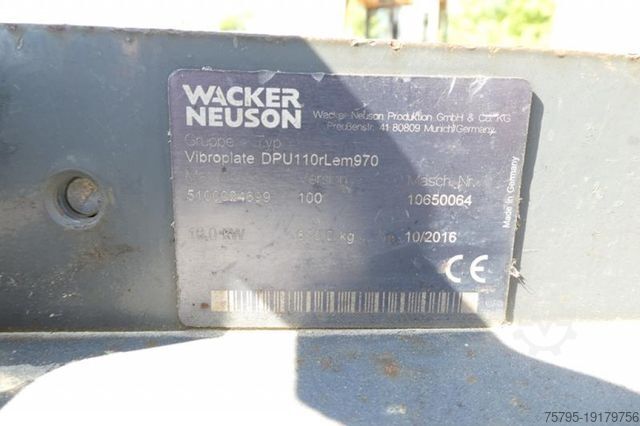 WACKER
NEUSON
Wacker Neuson Produktion GmbH & Co. KG
Preußenstr. 41 80809 Munich/Germany
Gruppe Typ
Vibroplate DPU110rLem970
Version Masch. Nr.
100 10650064
kg 10/2016
CE
Made in Germany
75795-19179756